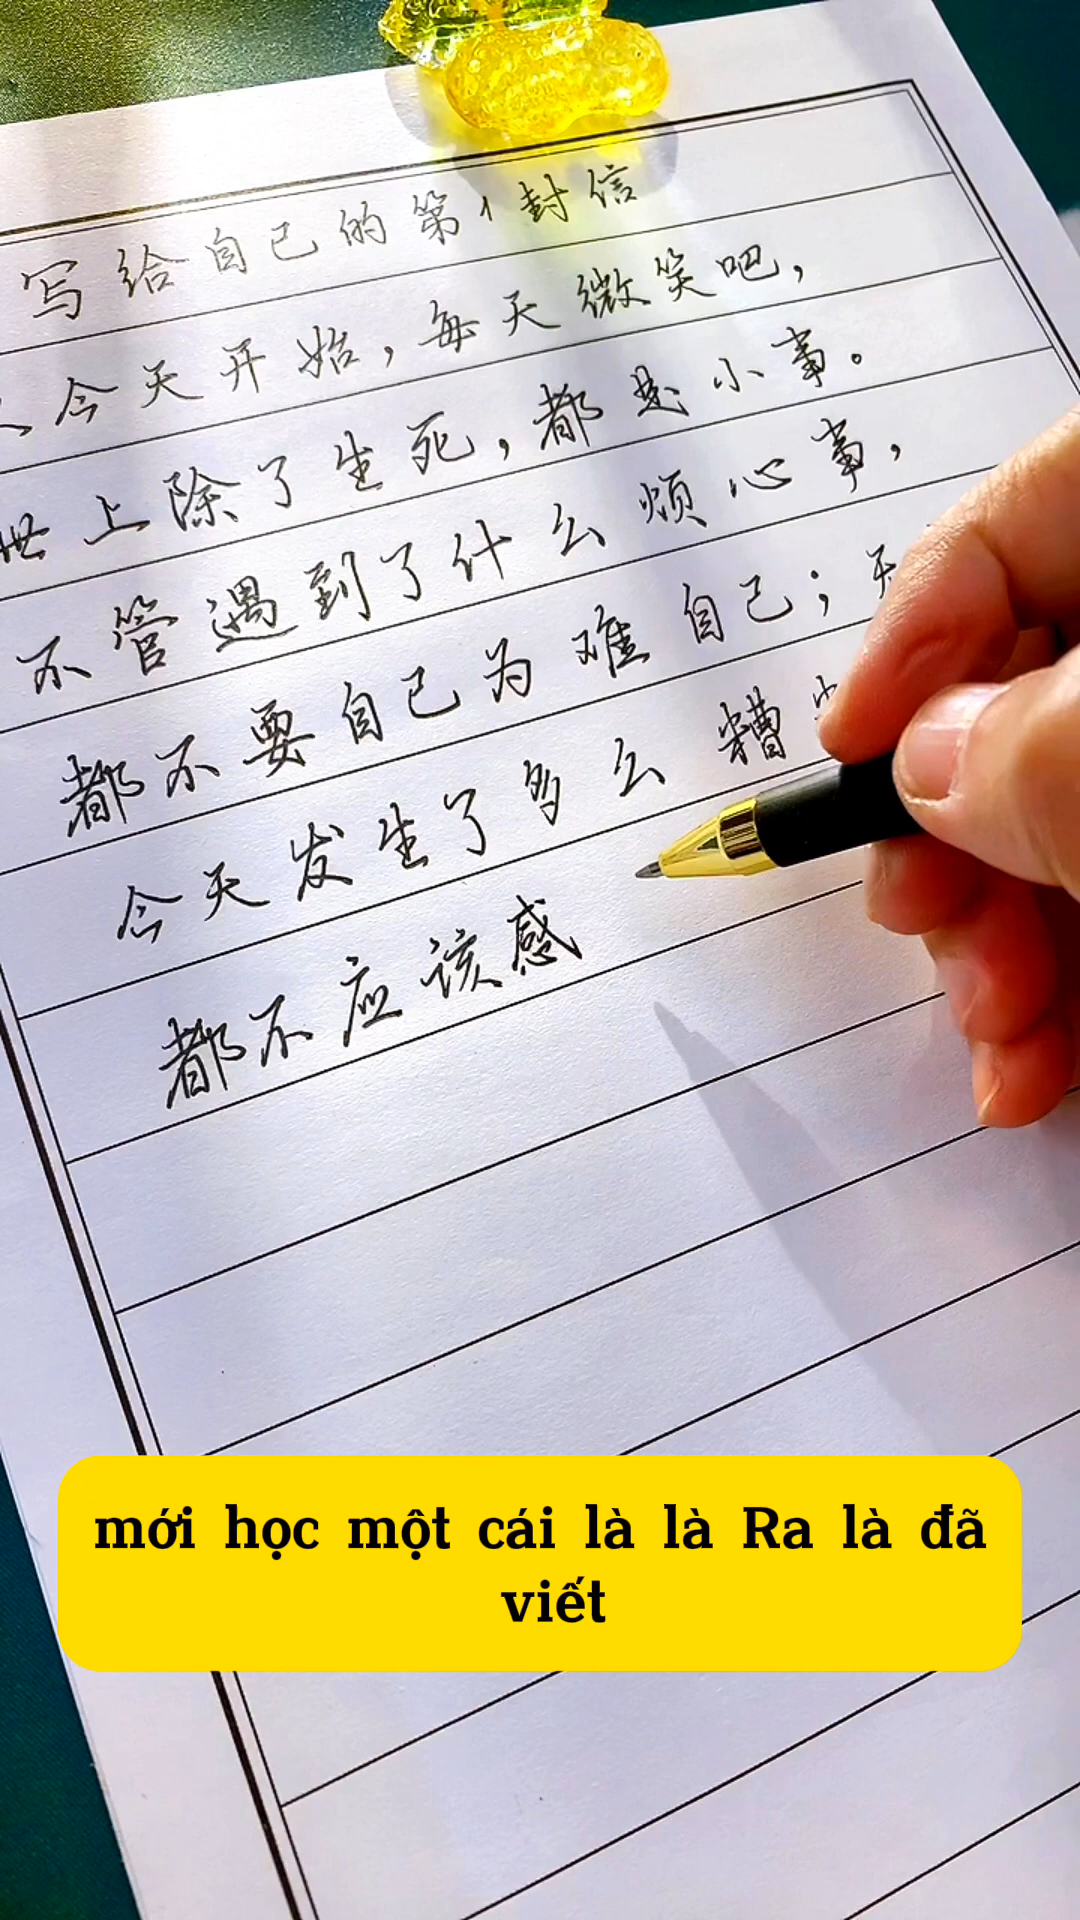 写给自己的第1封信
从今天开始,每天微笑吧,
世上除了生死,都是小事。
不管遇到了什么烦心事,
都不要自己为难自己;无
今天发生了多么糟
都不应该感
mới học một cái là là Ra là đã
viết